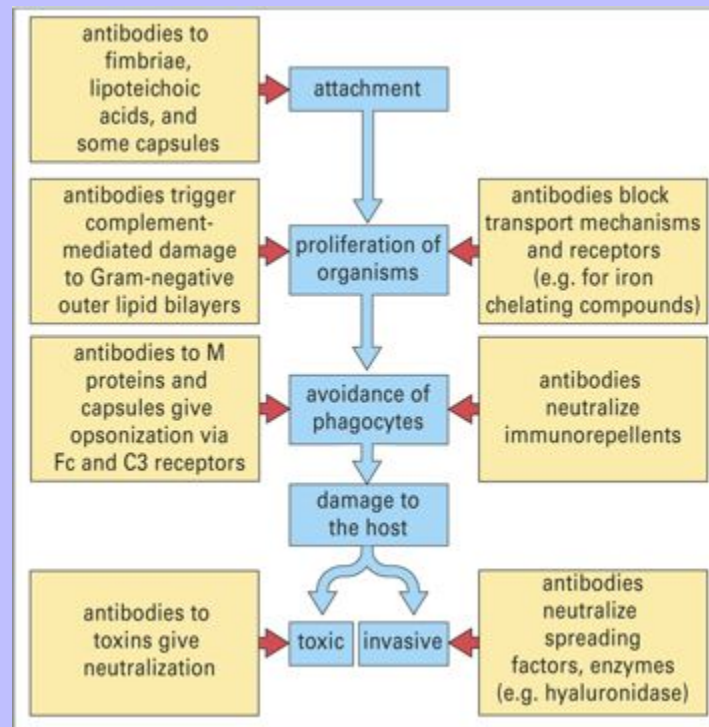 antibodies to
fimbriae,
lipoteichoic
acids, and
some capsules
attachment
antibodies trigger
complement-
mediated damage
to Gram-negative
outer lipid bilayers
proliferation of
organisms
antibodies block
transport mechanisms
and receptors
(e.g. for iron
chelating compounds)
antibodies to M
proteins and
capsules give
opsonization via
Fc and C3 receptors
avoidance of
phagocytes
antibodies
neutralize
immunorepellents
damage to
the host
antibodies to
toxins give
neutralization
toxic
invasive
antibodies
neutralize
spreading
factors, enzymes
(e.g. hyaluronidase)